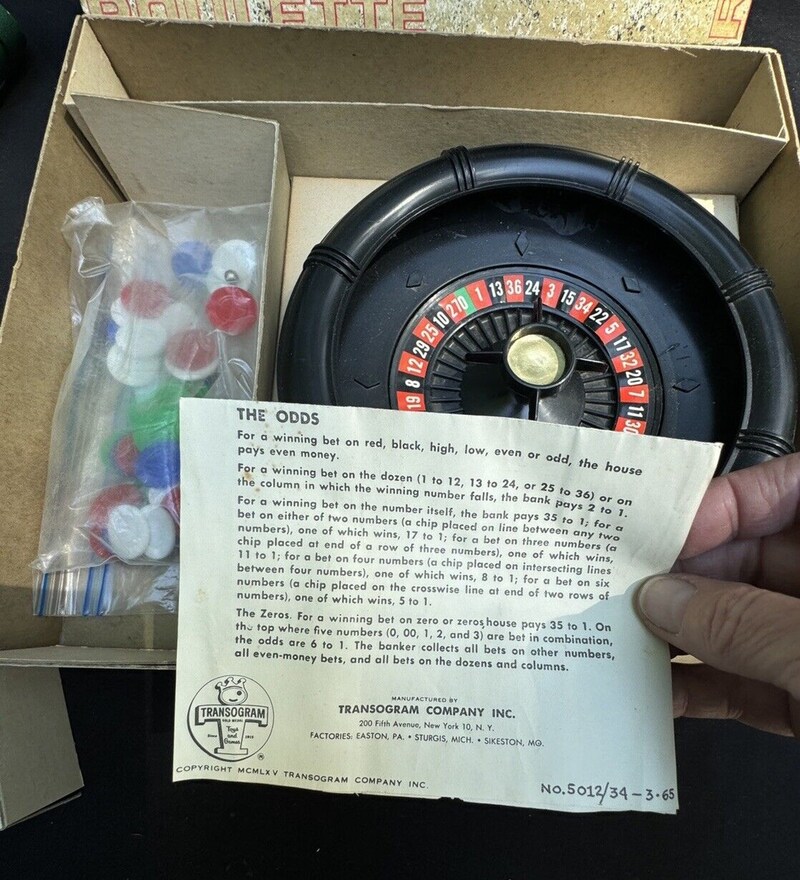 ROULETTE
R
19 8 12 29 25 10 27 0 1 13 36 24 3 15 34 22 5 17 32 20 7 11 30
THE ODDS
For a winning bet on red, black, high, low, even or odd, the house
pays even money.
For a winning bet on the dozen (1 to 12, 13 to 24, or 25 to 36) or on
the column in which the winning number falls, the bank pays 2 to 1.
For a winning bet on the number itself, the bank pays 35 to 1; for a
bet on either of two numbers (a chip placed on line between any two
numbers), one of which wins, 17 to 1; for a bet on three numbers (a
chip placed at end of a row of three numbers), one of which wins,
11 to 1; for a bet on four numbers (a chip placed on intersecting lines
between four numbers), one of which wins, 8 to 1; for a bet on six
numbers (a chip placed on the crosswise line at end of two rows of
numbers), one of which wins, 5 to 1.
The Zeros. For a winning bet on zero or zeros, house pays 35 to 1. On
the top where five numbers (0, 00, 1, 2, and 3) are bet in combination,
the odds are 6 to 1. The banker collects all bets on other numbers,
all even-money bets, and all bets on the dozens and columns.
MANUFACTURED BY
TRANSOGRAM COMPANY INC.
200 Fifth Avenue, New York 10, N. Y.
FACTORIES: EASTON, PA. • STURGIS, MICH. • SIKESTON, MO.
TRANSOGRAM
GOLD MEDAL
Toys
and
Games
Since 1915
®
COPYRIGHT MCMLXV TRANSOGRAM COMPANY INC.
NO. 5012/34-3-65